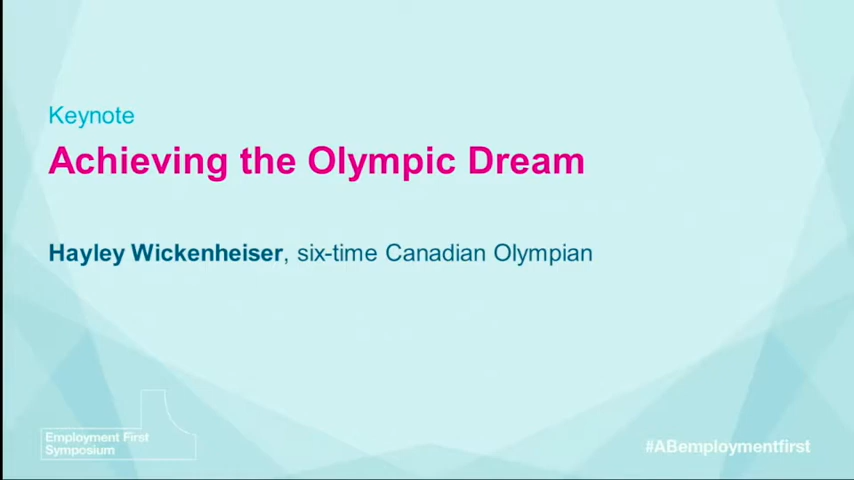 Keynote
Achieving the Olympic Dream
Hayley Wickenheiser, six-time Canadian Olympian
Employment First
Symposium
#ABemploymentfirst